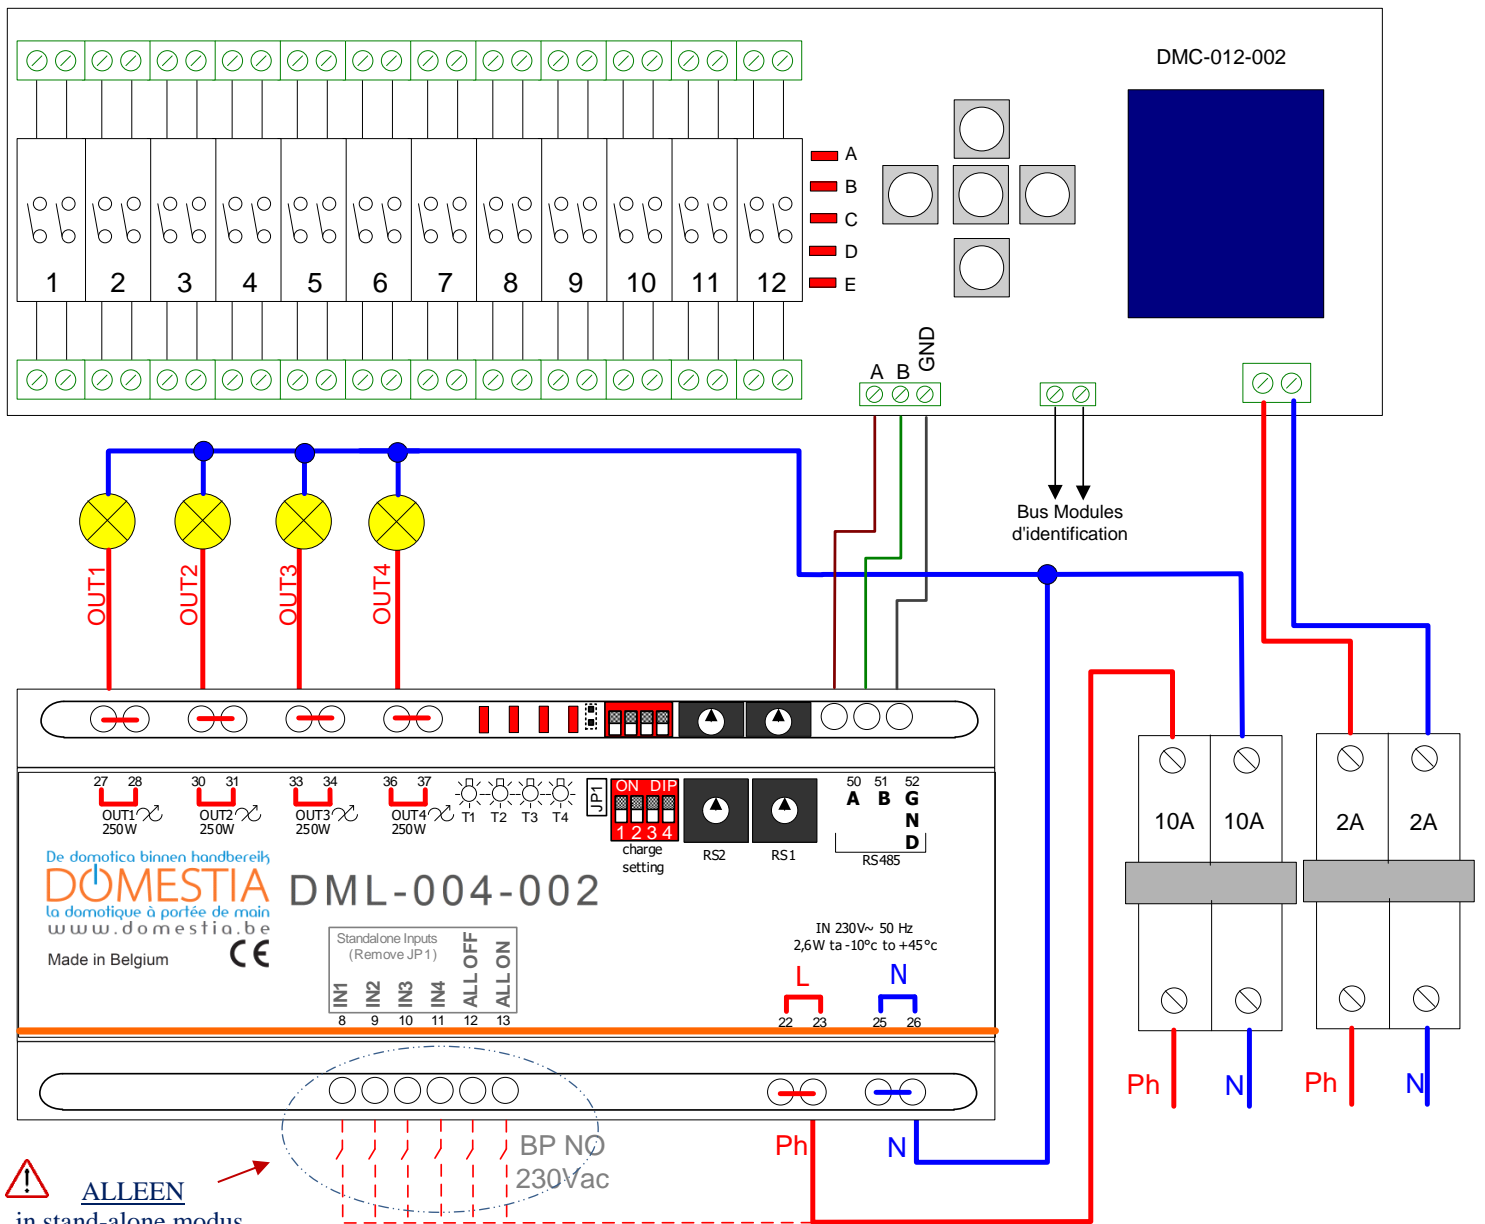 DMC-012-002
A
B
C
D
E
1 2 3 4 5 6 7 8 9 10 11 12
A B GND
Bus Modules
d'identification
OUT1 OUT2 OUT3 OUT4
27 28 30 31 33 34 36 37
OUT1 OUT2 OUT3 OUT4
250W 250W 250W 250W
T1 T2 T3 T4
JP1
ON DIP
1 2 3 4
charge
setting
RS2 RS1
50 51 52
A B GND
RS485
10A 10A 2A 2A
De domotica binnen handbereik
DOMESTIA
la domotique à portée de main
www.domestia.be
Made in Belgium CE
DML-004-002
Standalone Inputs
(Remove JP1)
IN1 IN2 IN3 IN4 ALL OFF ALL ON
8 9 10 11 12 13
IN 230V~ 50 Hz
2,6W ta -10°c to +45°c
L N
22 23 25 26
Ph N Ph N
BP NO
230Vac
Ph N
ALLEEN
in stand-alone modus